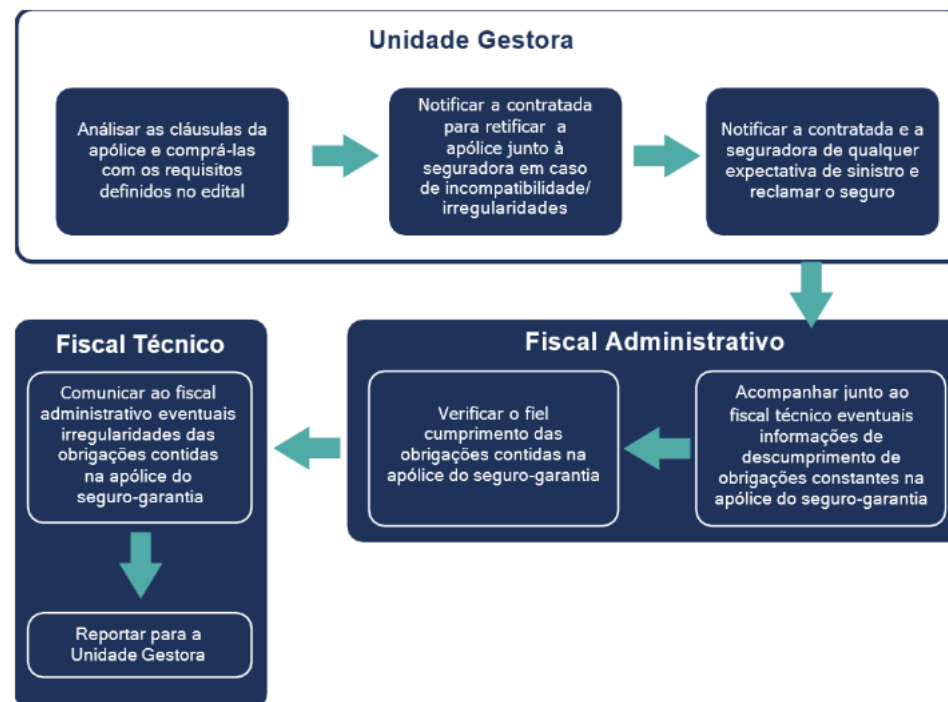 Unidade Gestora
Análisar as cláusulas da
apólice e comprá-las
com os requisitos
definidos no edital
Notificar a contratada
para retificar a
apólice junto à
seguradora em caso
de incompatibilidade/
irregularidades
Notificar a contratada e a
seguradora de qualquer
expectativa de sinistro e
reclamar o seguro
Fiscal Administrativo
Acompanhar junto ao
fiscal técnico eventuais
informações de
descumprimento de
obrigações constantes na
apólice do seguro-garantia
Verificar o fiel
cumprimento das
obrigações contidas na
apólice do seguro-garantia
Fiscal Técnico
Comunicar ao fiscal
administrativo eventuais
irregularidades das
obrigações contidas
na apólice do
seguro-garantia
Reportar para a
Unidade Gestora